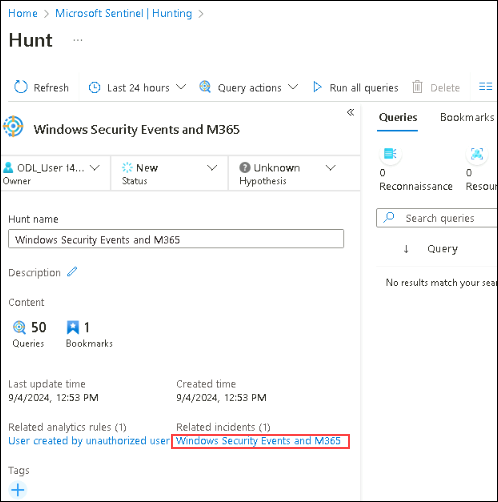 Home > Microsoft Sentinel | Hunting >
Hunt ...
Refresh Last 24 hours Query actions Run all queries Delete
«
Windows Security Events and M365
Queries Bookmarks
ODL_User t4... New Unknown
Owner Status Hypothesis
0 0
Reconnaissance Resou
Hunt name
Windows Security Events and M365
Search queries
↓ Query
Description
No results match your sea
Content
50 1
Queries Bookmarks
Last update time Created time
9/4/2024, 12:53 PM 9/4/2024, 12:53 PM
Related analytics rules (1) Related incidents (1)
User created by unauthorized user Windows Security Events and M365
Tags